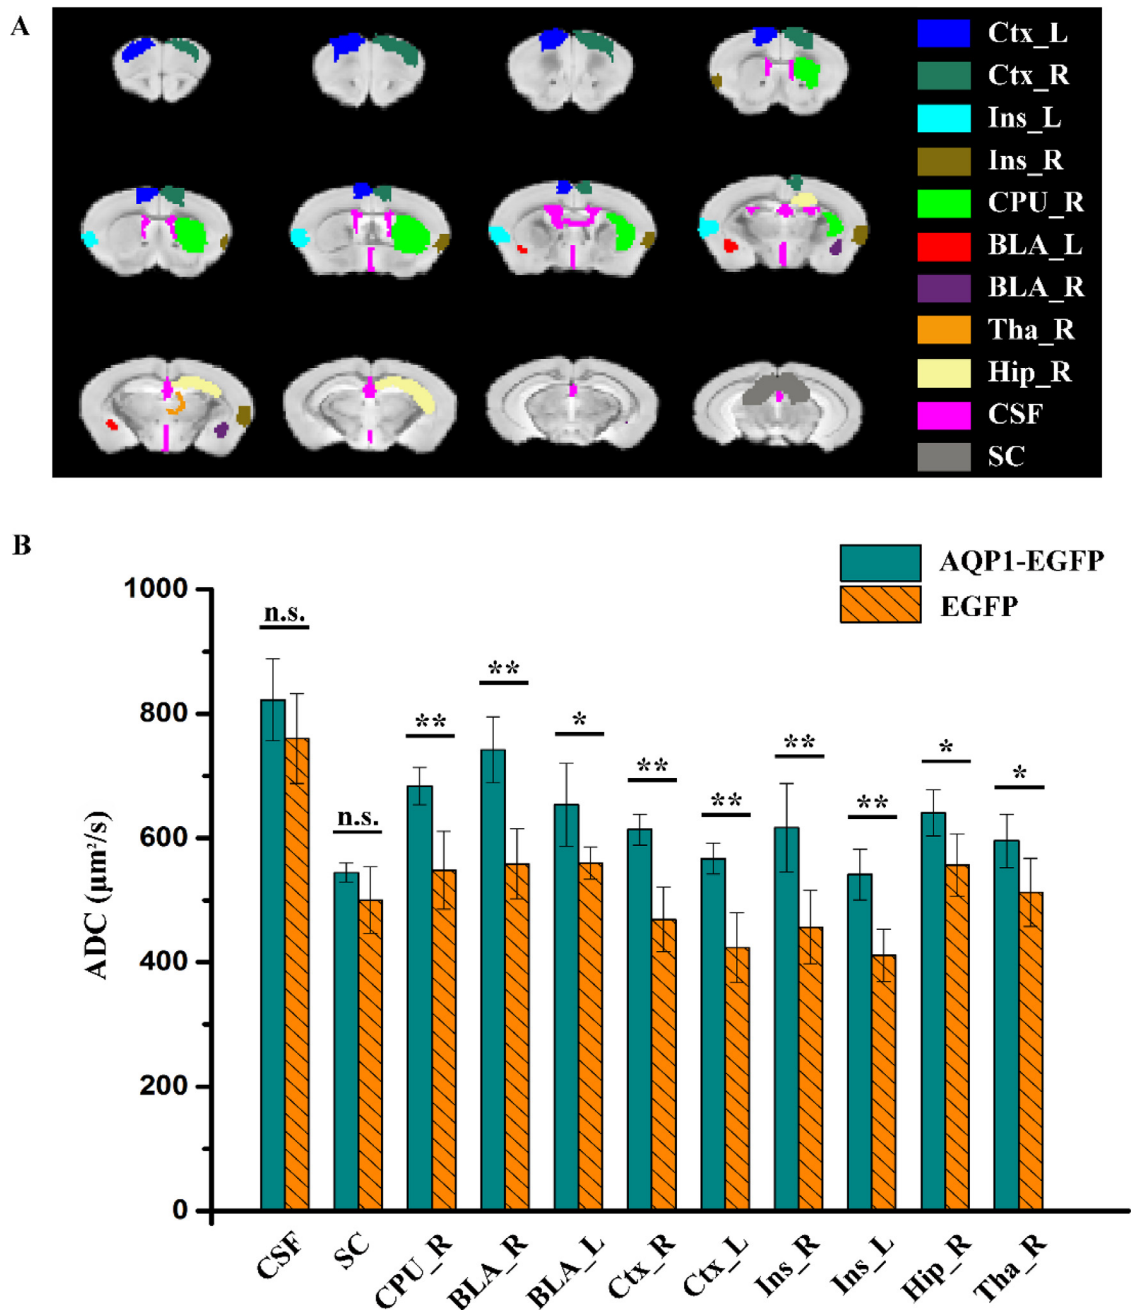 A
Ctx_L
Ctx_R
Ins_L
Ins_R
CPU_R
BLA_L
BLA_R
Tha_R
Hip_R
CSF
SC
B
AQP1-EGFP
EGFP
1000
800
600
400
200
0
ADC (μm²/s)
n.s.
n.s.
**
**
*
**
**
**
**
*
*
CSF
SC
CPU_R
BLA_R
BLA_L
Ctx_R
Ctx_L
Ins_R
Ins_L
Hip_R
Tha_R